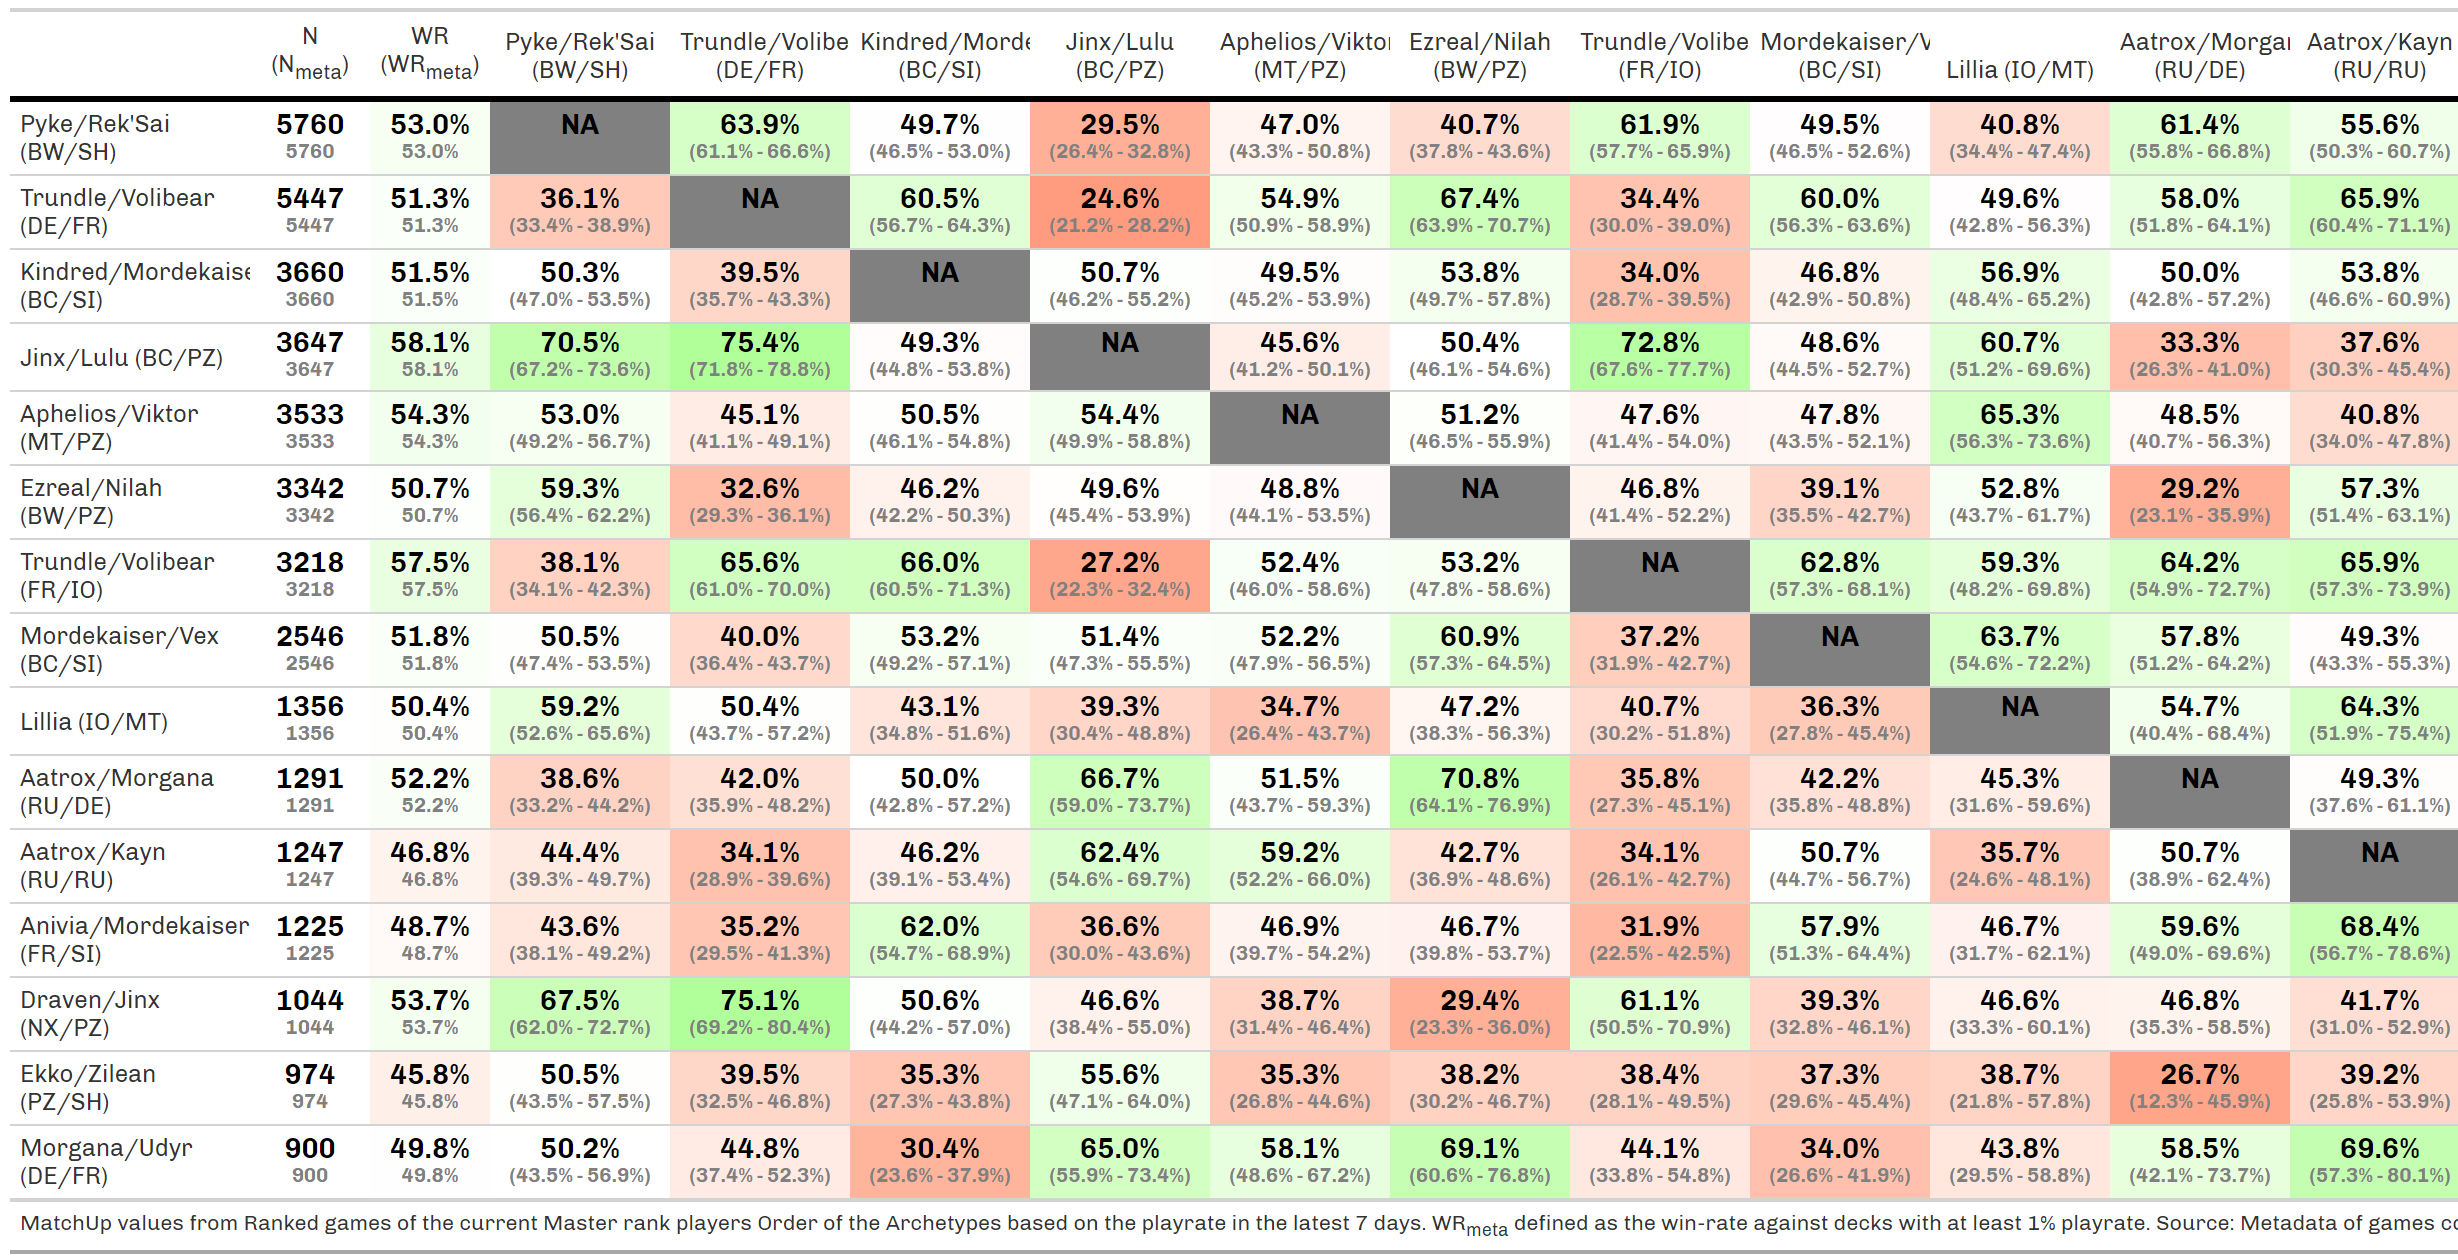 N WR Pyke/Rek'Sai Trundle/Volibe Kindred/Morde Jinx/Lulu Aphelios/Viktor Ezreal/Nilah Trundle/Volibe Mordekaiser/V Aatrox/Morgan Aatrox/Kayn
(Nmeta) (WRmeta) (BW/SH) (DE/FR) (BC/SI) (BC/PZ) (MT/PZ) (BW/PZ) (FR/IO) (BC/SI) Lillia (IO/MT) (RU/DE) (RU/RU)
Pyke/Rek'Sai 5760 53.0% NA 63.9% 49.7% 29.5% 47.0% 40.7% 61.9% 49.5% 40.8% 61.4% 55.6%
(BW/SH) 5760 53.0% (61.1% - 66.6%) (46.5% - 53.0%) (26.4% - 32.8%) (43.3% - 50.8%) (37.8% - 43.6%) (57.7% - 65.9%) (46.5% - 52.6%) (34.4% - 47.4%) (55.8% - 66.8%) (50.3% - 60.7%)
Trundle/Volibear 5447 51.3% 36.1% NA 60.5% 24.6% 54.9% 67.4% 34.4% 60.0% 49.6% 58.0% 65.9%
(DE/FR) 5447 51.3% (33.4% - 38.9%) (56.7% - 64.3%) (21.2% - 28.2%) (50.9% - 58.9%) (63.9% - 70.7%) (30.0% - 39.0%) (56.3% - 63.6%) (42.8% - 56.3%) (51.8% - 64.1%) (60.4% - 71.1%)
Kindred/Mordekaise 3660 51.5% 50.3% 39.5% NA 50.7% 49.5% 53.8% 34.0% 46.8% 56.9% 50.0% 53.8%
(BC/SI) 3660 51.5% (47.0% - 53.5%) (35.7% - 43.3%) (46.2% - 55.2%) (45.2% - 53.9%) (49.7% - 57.8%) (28.7% - 39.5%) (42.9% - 50.8%) (48.4% - 65.2%) (42.8% - 57.2%) (46.6% - 60.9%)
Jinx/Lulu (BC/PZ) 3647 58.1% 70.5% 75.4% 49.3% NA 45.6% 50.4% 72.8% 48.6% 60.7% 33.3% 37.6%
3647 58.1% (67.2% - 73.6%) (71.8% - 78.8%) (44.8% - 53.8%) (41.2% - 50.1%) (46.1% - 54.6%) (67.6% - 77.7%) (44.5% - 52.7%) (51.2% - 69.6%) (26.3% - 41.0%) (30.3% - 45.4%)
Aphelios/Viktor 3533 54.3% 53.0% 45.1% 50.5% 54.4% NA 51.2% 47.6% 47.8% 65.3% 48.5% 40.8%
(MT/PZ) 3533 54.3% (49.2% - 56.7%) (41.1% - 49.1%) (46.1% - 54.8%) (49.9% - 58.8%) (46.5% - 55.9%) (41.4% - 54.0%) (43.5% - 52.1%) (56.3% - 73.6%) (40.7% - 56.3%) (34.0% - 47.8%)
Ezreal/Nilah 3342 50.7% 59.3% 32.6% 46.2% 49.6% 48.8% NA 46.8% 39.1% 52.8% 29.2% 57.3%
(BW/PZ) 3342 50.7% (56.4% - 62.2%) (29.3% - 36.1%) (42.2% - 50.3%) (45.4% - 53.9%) (44.1% - 53.5%) (41.4% - 52.2%) (35.5% - 42.7%) (43.7% - 61.7%) (23.1% - 35.9%) (51.4% - 63.1%)
Trundle/Volibear 3218 57.5% 38.1% 65.6% 66.0% 27.2% 52.4% 53.2% NA 62.8% 59.3% 64.2% 65.9%
(FR/IO) 3218 57.5% (34.1% - 42.3%) (61.0% - 70.0%) (60.5% - 71.3%) (22.3% - 32.4%) (46.0% - 58.6%) (47.8% - 58.6%) (57.3% - 68.1%) (48.2% - 69.8%) (54.9% - 72.7%) (57.3% - 73.9%)
Mordekaiser/Vex 2546 51.8% 50.5% 40.0% 53.2% 51.4% 52.2% 60.9% 37.2% NA 63.7% 57.8% 49.3%
(BC/SI) 2546 51.8% (47.4% - 53.5%) (36.4% - 43.7%) (49.2% - 57.1%) (47.3% - 55.5%) (47.9% - 56.5%) (57.3% - 64.5%) (31.9% - 42.7%) (54.6% - 72.2%) (51.2% - 64.2%) (43.3% - 55.3%)
Lillia (IO/MT) 1356 50.4% 59.2% 50.4% 43.1% 39.3% 34.7% 47.2% 40.7% 36.3% NA 54.7% 64.3%
1356 50.4% (52.6% - 65.6%) (43.7% - 57.2%) (34.8% - 51.6%) (30.4% - 48.8%) (26.4% - 43.7%) (38.3% - 56.3%) (30.2% - 51.8%) (27.8% - 45.4%) (40.4% - 68.4%) (51.9% - 75.4%)
Aatrox/Morgana 1291 52.2% 38.6% 42.0% 50.0% 66.7% 51.5% 70.8% 35.8% 42.2% 45.3% NA 49.3%
(RU/DE) 1291 52.2% (33.2% - 44.2%) (35.9% - 48.2%) (42.8% - 57.2%) (59.0% - 73.7%) (43.7% - 59.3%) (64.1% - 76.9%) (27.3% - 45.1%) (35.8% - 48.8%) (31.6% - 59.6%) (37.6% - 61.1%)
Aatrox/Kayn 1247 46.8% 44.4% 34.1% 46.2% 62.4% 59.2% 42.7% 34.1% 50.7% 35.7% 50.7% NA
(RU/RU) 1247 46.8% (39.3% - 49.7%) (28.9% - 39.6%) (39.1% - 53.4%) (54.6% - 69.7%) (52.2% - 66.0%) (36.9% - 48.6%) (26.1% - 42.7%) (44.7% - 56.7%) (24.6% - 48.1%) (38.9% - 62.4%)
Anivia/Mordekaiser 1225 48.7% 43.6% 35.2% 62.0% 36.6% 46.9% 46.7% 31.9% 57.9% 46.7% 59.6% 68.4%
(FR/SI) 1225 48.7% (38.1% - 49.2%) (29.5% - 41.3%) (54.7% - 68.9%) (30.0% - 43.6%) (39.7% - 54.2%) (39.8% - 53.7%) (22.5% - 42.5%) (51.3% - 64.4%) (31.7% - 62.1%) (49.0% - 69.6%) (56.7% - 78.6%)
Draven/Jinx 1044 53.7% 67.5% 75.1% 50.6% 46.6% 38.7% 29.4% 61.1% 39.3% 46.6% 46.8% 41.7%
(NX/PZ) 1044 53.7% (62.0% - 72.7%) (69.2% - 80.4%) (44.2% - 57.0%) (38.4% - 55.0%) (31.4% - 46.4%) (23.3% - 36.0%) (50.5% - 70.9%) (32.8% - 46.1%) (33.3% - 60.1%) (35.3% - 58.5%) (31.0% - 52.9%)
Ekko/Zilean 974 45.8% 50.5% 39.5% 35.3% 55.6% 35.3% 38.2% 38.4% 37.3% 38.7% 26.7% 39.2%
(PZ/SH) 974 45.8% (43.5% - 57.5%) (32.5% - 46.8%) (27.3% - 43.8%) (47.1% - 64.0%) (26.8% - 44.6%) (30.2% - 46.7%) (28.1% - 49.5%) (29.6% - 45.4%) (21.8% - 57.8%) (12.3% - 45.9%) (25.8% - 53.9%)
Morgana/Udyr 900 49.8% 50.2% 44.8% 30.4% 65.0% 58.1% 69.1% 44.1% 34.0% 43.8% 58.5% 69.6%
(DE/FR) 900 49.8% (43.5% - 56.9%) (37.4% - 52.3%) (23.6% - 37.9%) (55.9% - 73.4%) (48.6% - 67.2%) (60.6% - 76.8%) (33.8% - 54.8%) (26.6% - 41.9%) (29.5% - 58.8%) (42.1% - 73.7%) (57.3% - 80.1%)
MatchUp values from Ranked games of the current Master rank players Order of the Archetypes based on the playrate in the latest 7 days. WRmeta defined as the win-rate against decks with at least 1% playrate. Source: Metadata of games co